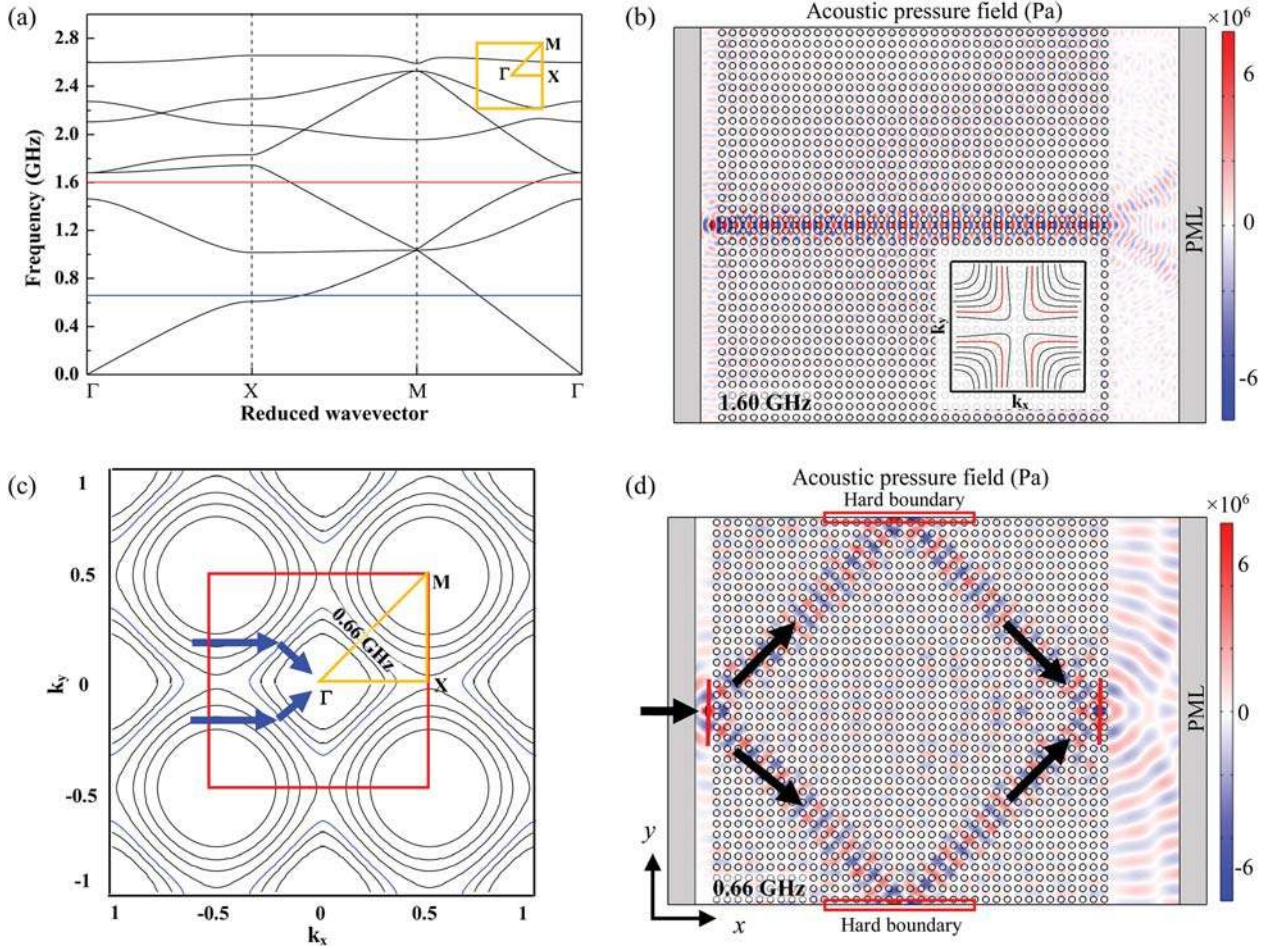 (a)
2.8
2.4
2.0
1.6
1.2
0.8
0.4
0.0
Frequency (GHz)
Γ
X
M
Γ
Reduced wavevector
M
Γ
X
(b)
Acoustic pressure field (Pa)
×10⁶
6
0
-6
PML
1.60 GHz
k_y
k_x
(c)
1
0.5
0
-0.5
-1
k_y
1
-0.5
0
0.5
1
k_x
M
0.66 GHz
Γ
X
(d)
Acoustic pressure field (Pa)
Hard boundary
×10⁶
6
0
-6
PML
y
x
0.66 GHz
Hard boundary